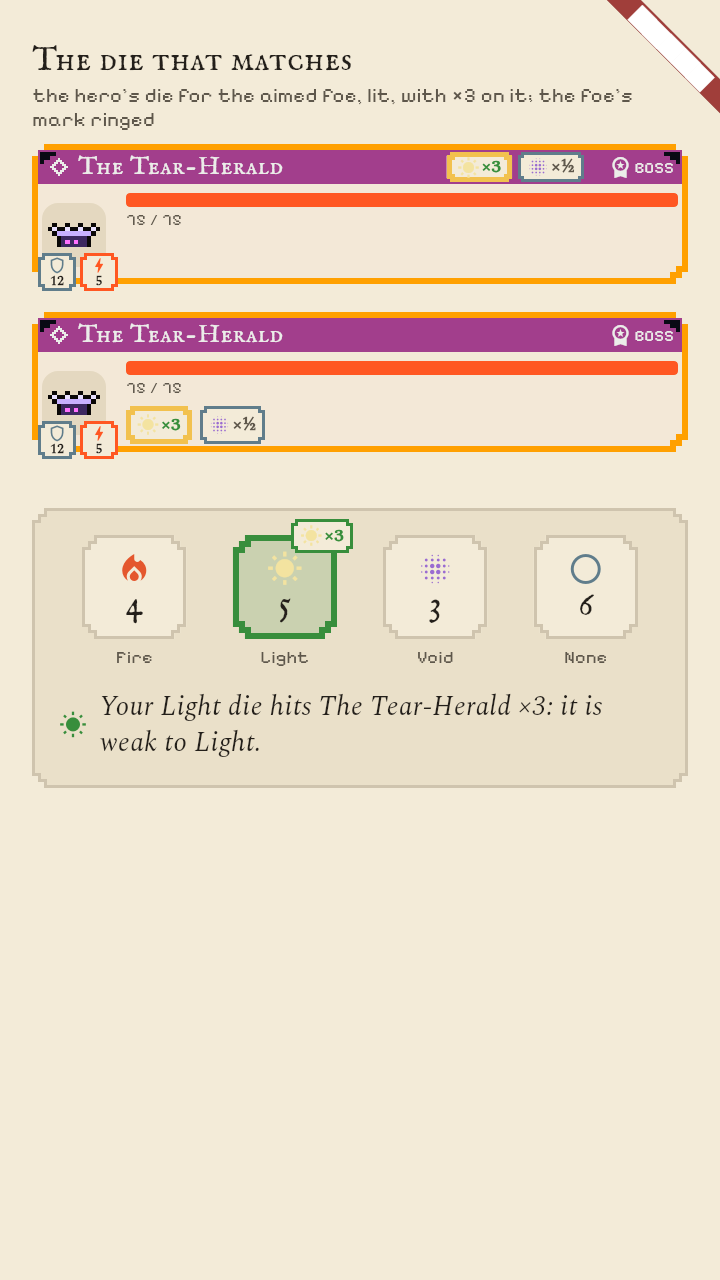 The die that matches
the hero's die for the aimed foe, lit, with ×3 on it; the foe's
mark ringed
The Tear-Herald ×3 ×½ BOSS
78 / 78
12 5
The Tear-Herald BOSS
78 / 78
×3 ×½
12 5
×3
4 5 3 6
Fire Light Void None
Your Light die hits The Tear-Herald ×3: it is
weak to Light.